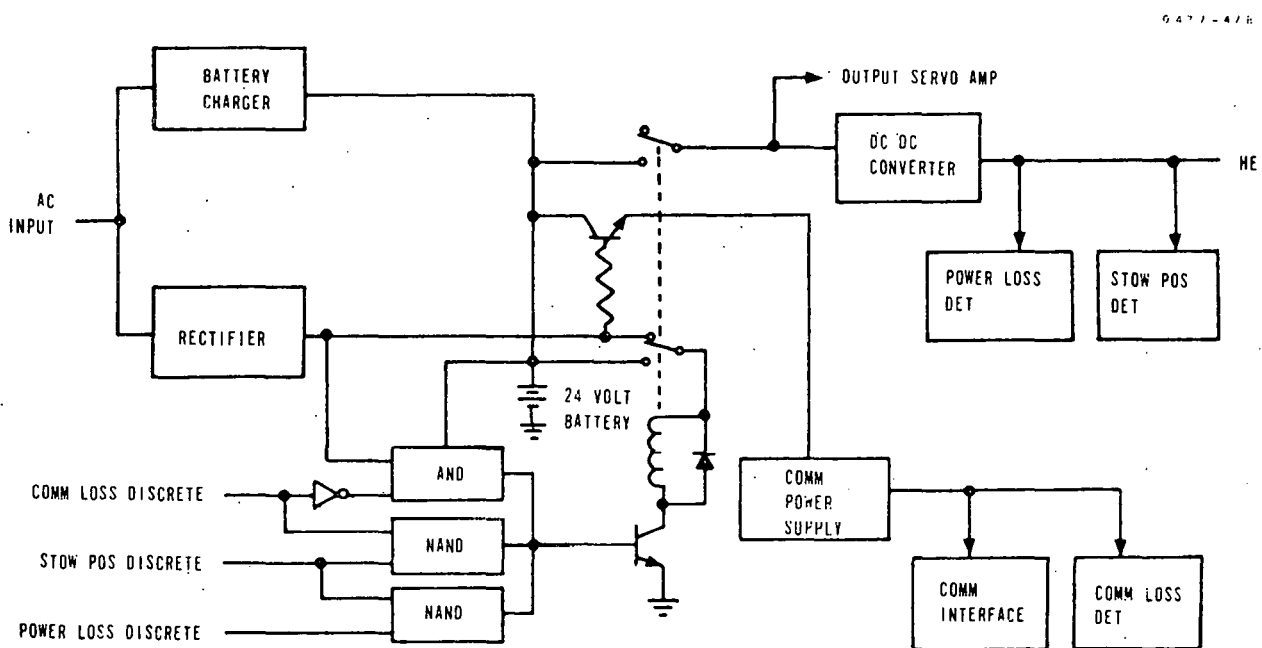 BATTERY
CHARGER
OUTPUT SERVO AMP
DC DC
CONVERTER
HE
AC
INPUT
POWER LOSS
DET
STOW POS
DET
RECTIFIER
24 VOLT
BATTERY
AND
COMM LOSS DISCRETE
COMM
POWER
SUPPLY
NAND
STOW POS DISCRETE
COMM
INTERFACE
COMM LOSS
DET
NAND
POWER LOSS DISCRETE